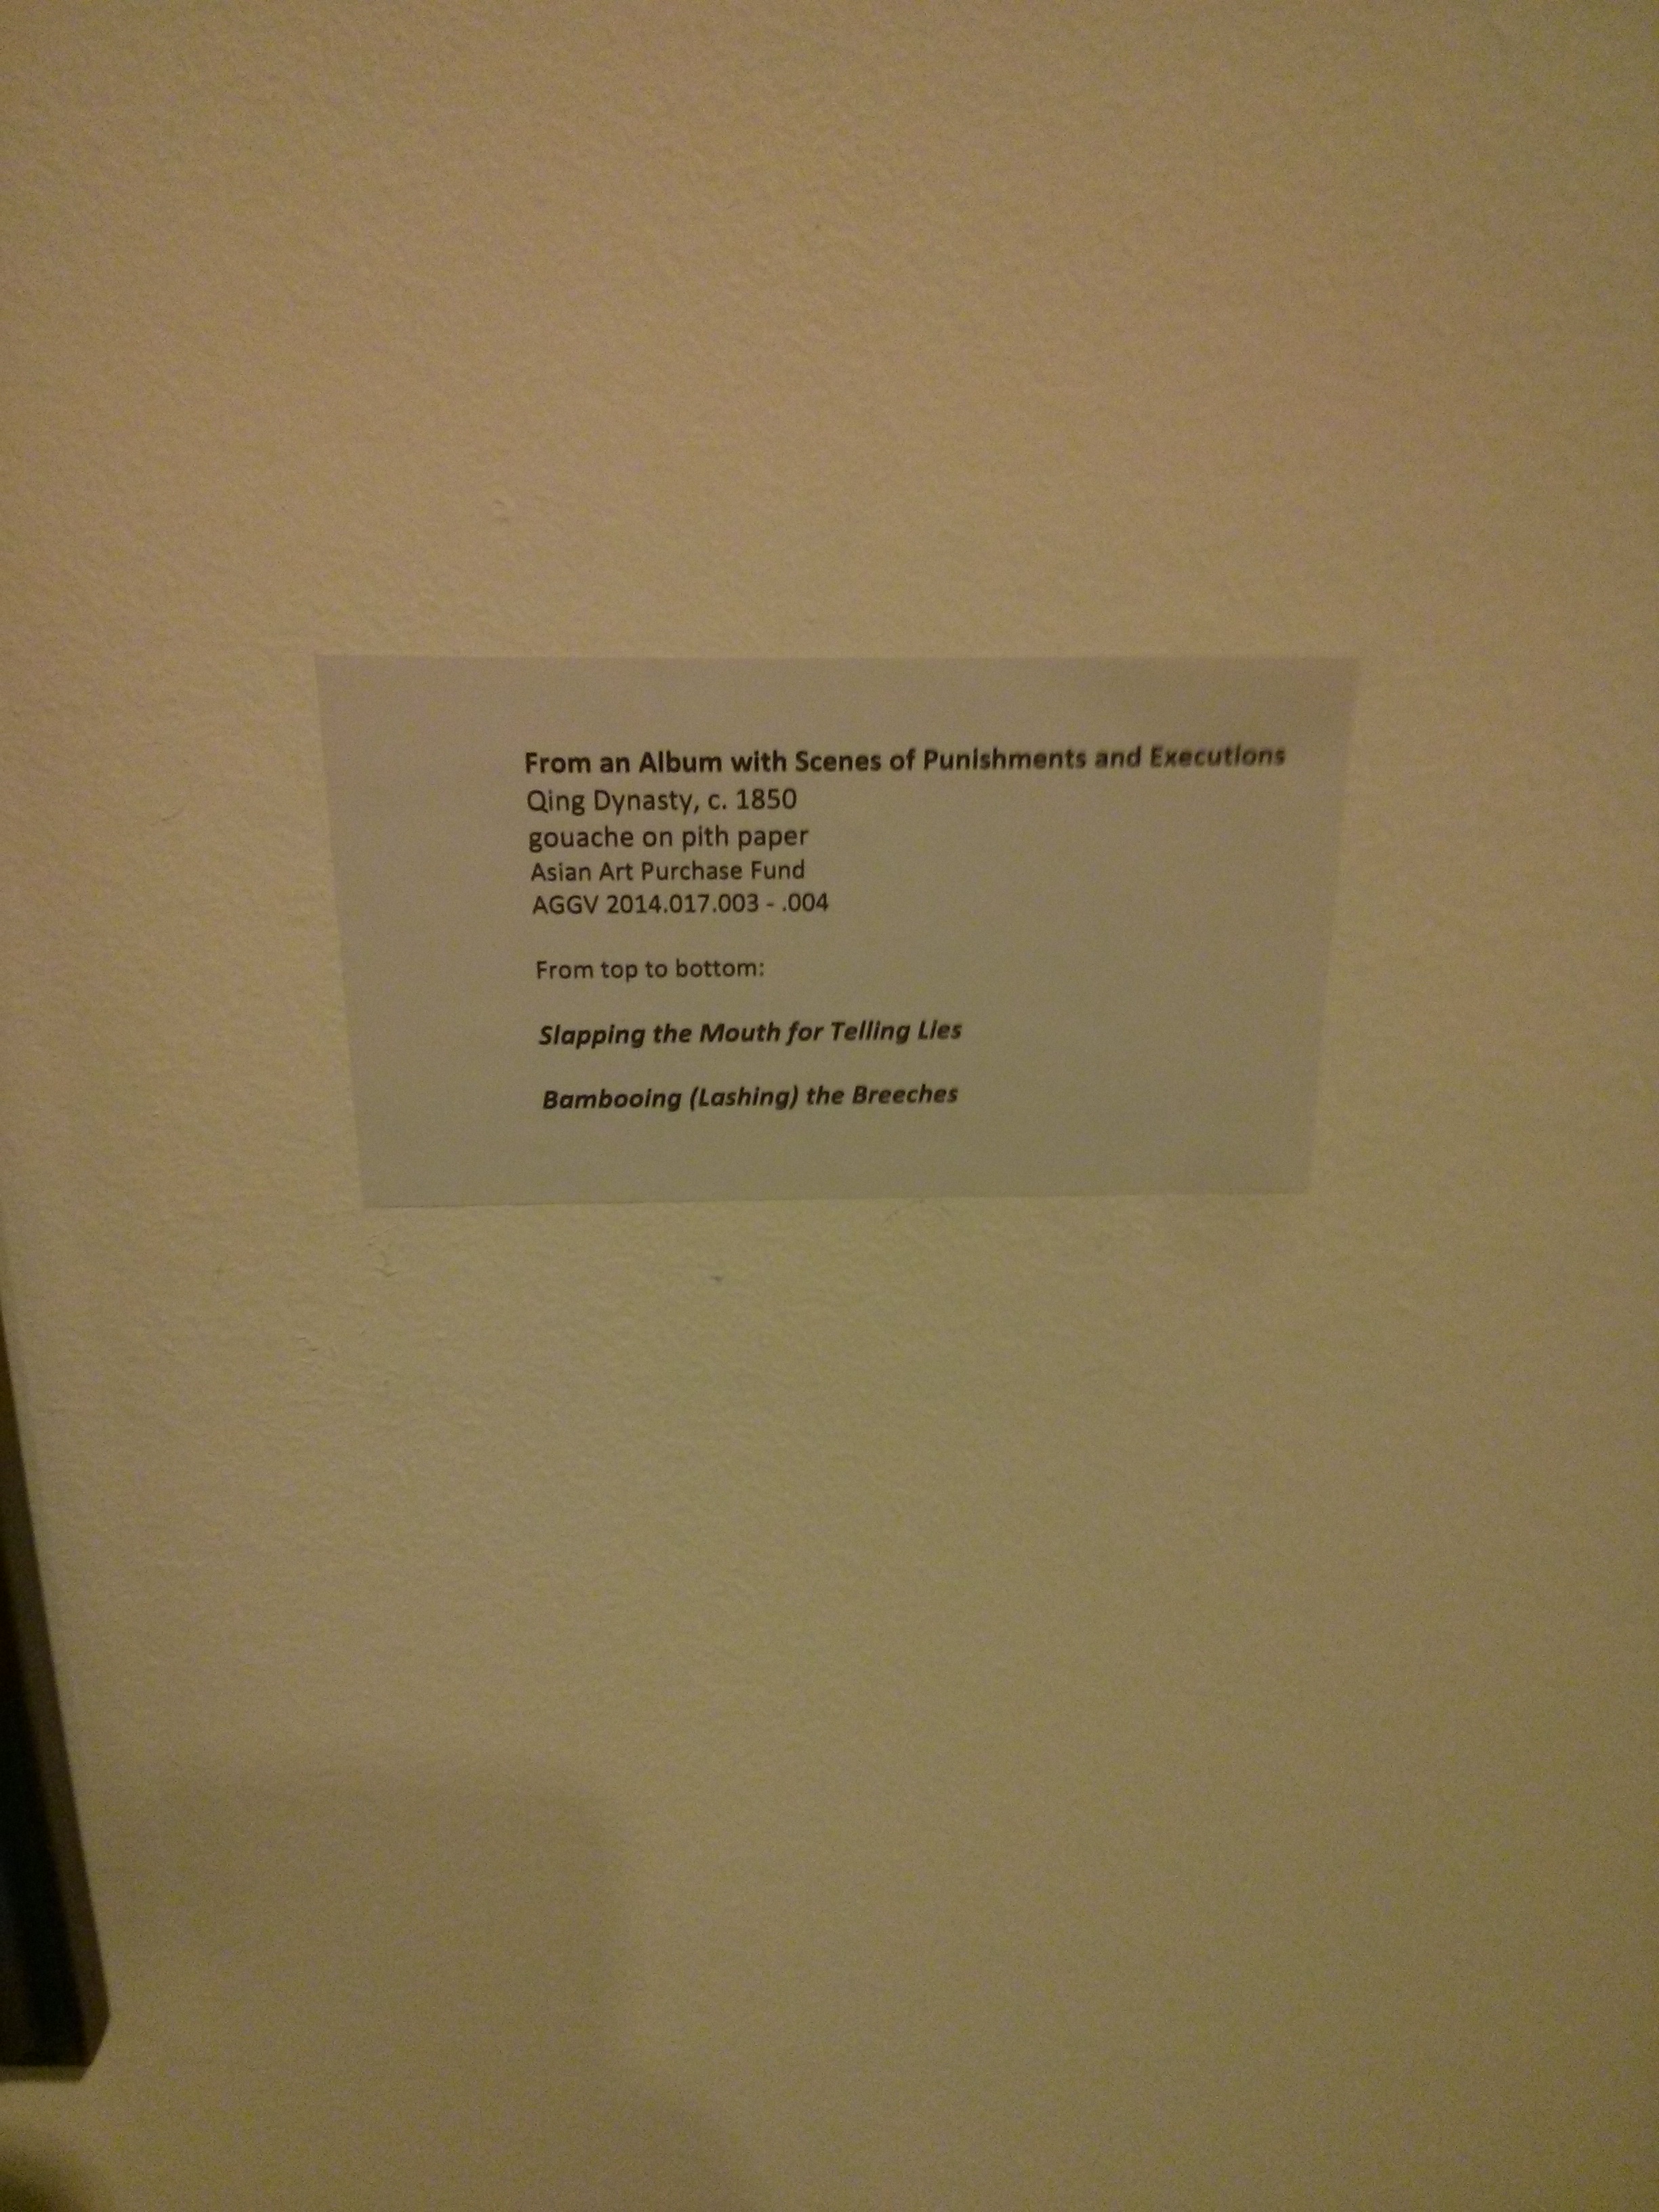 From an Album with Scenes of Punishments and Executions
Qing Dynasty, c. 1850
gouache on pith paper
Asian Art Purchase Fund
AGGV 2014.017.003 - .004
From top to bottom:
Slapping the Mouth for Telling Lies
Bambooing (Lashing) the Breeches